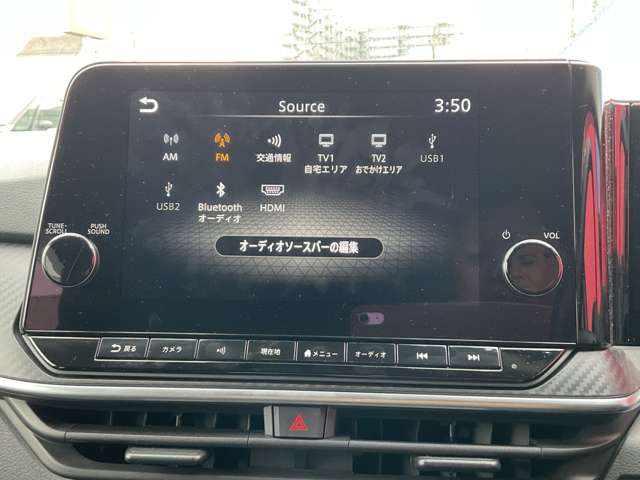 Source
3:50
AM
FM
交通情報
TV1
自宅エリア
TV2
おでかけエリア
USB1
USB2
Bluetooth
オーディオ
HDMI
オーディオソースバーの編集
TUNE・
SCROLL
PUSH
SOUND
VOL
戻る
カメラ
現在地
メニュー
オーディオ